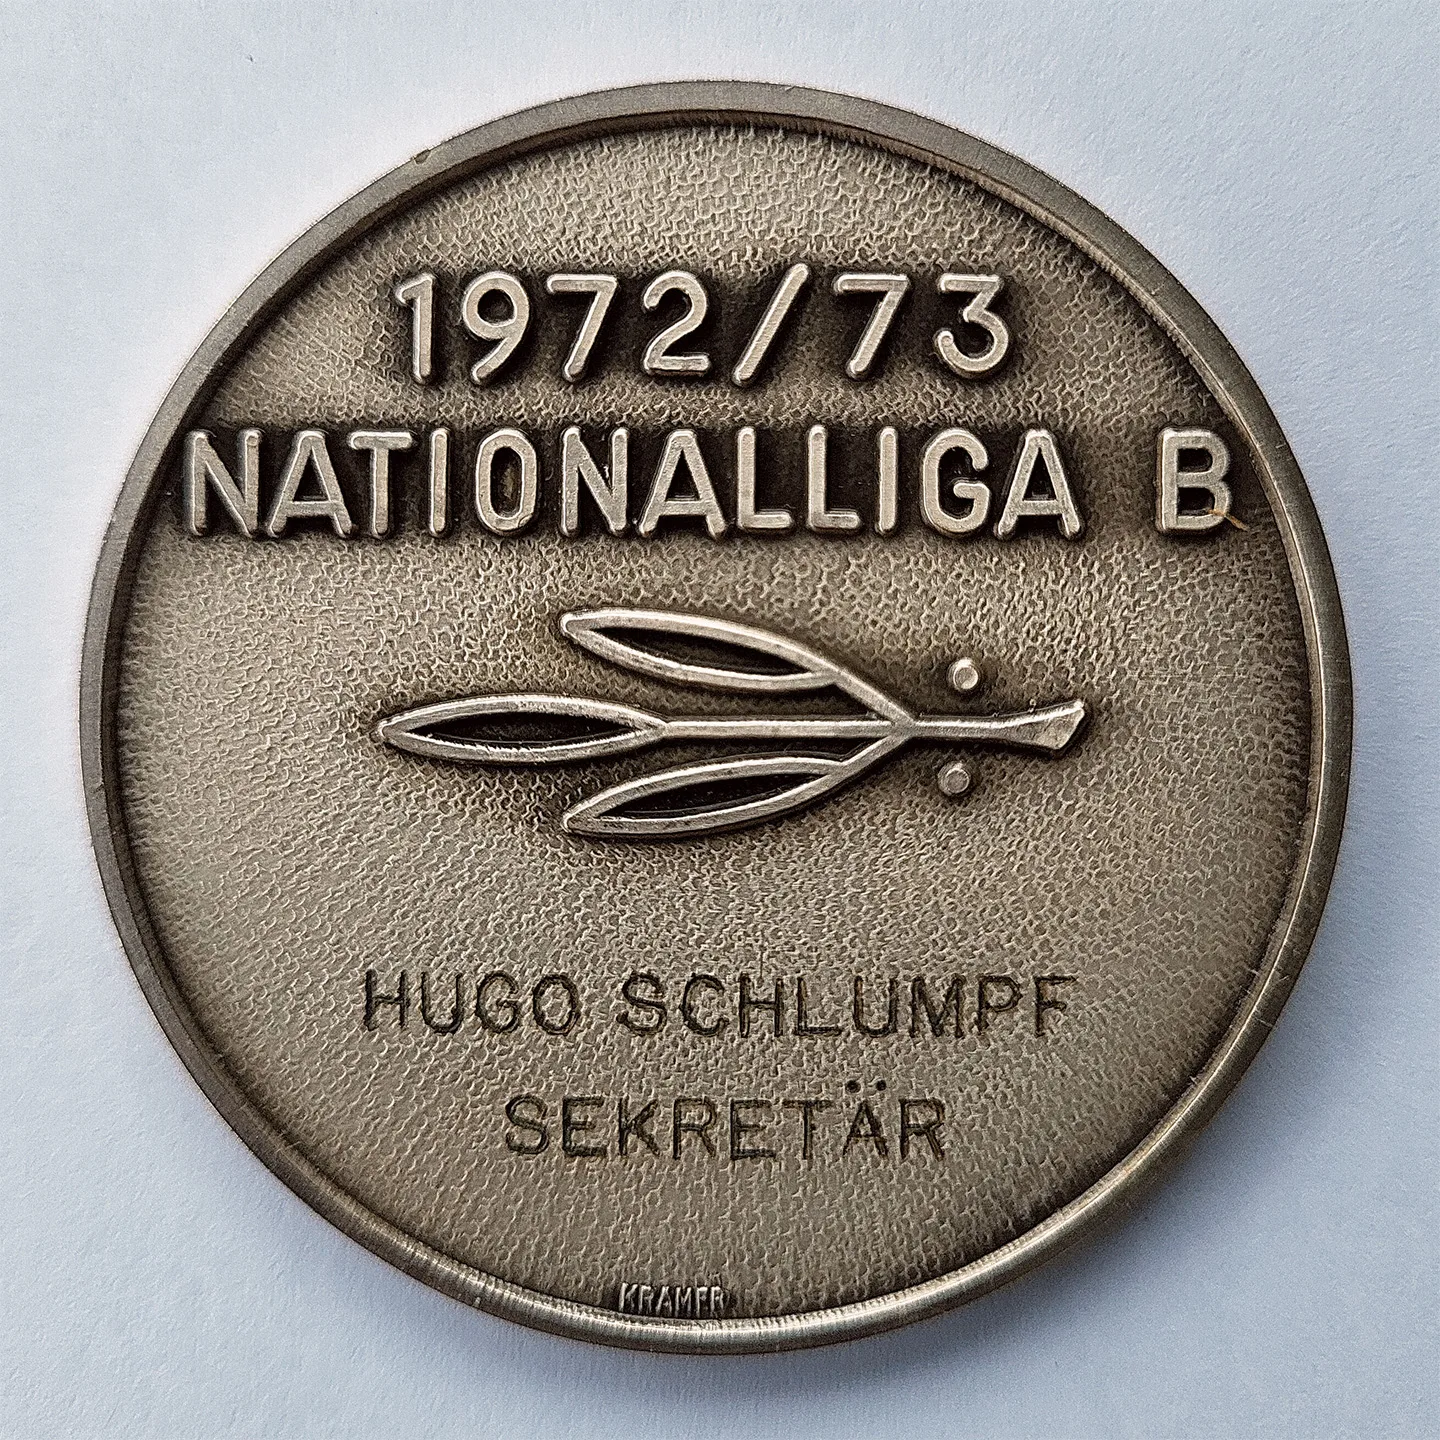 1972/73
NATIONALLIGA B
HUGO SCHLUMPF
SEKRETÄR
KRAMER